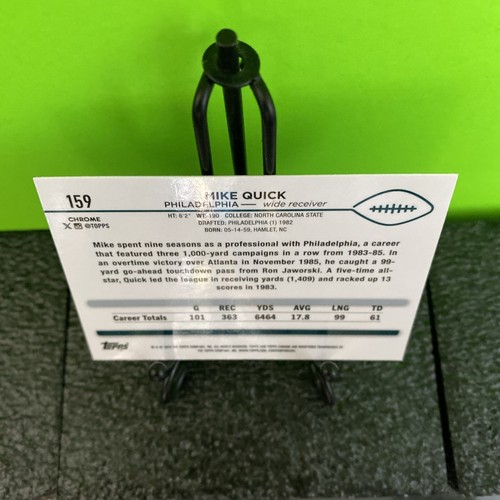 159
MIKE QUICK
PHILADELPHIA — wide receiver
CHROME
@TOPPS
HT: 6'2" WT: 190 COLLEGE: NORTH CAROLINA STATE
DRAFTED: PHILADELPHIA (1) 1982
BORN: 05-14-59, HAMLET, NC
Mike spent nine seasons as a professional with Philadelphia, a career
that featured three 1,000-yard campaigns in a row from 1983-85. In
an overtime victory over Atlanta in November 1985, he caught a 99-
yard go-ahead touchdown pass from Ron Jaworski. A five-time all-
star, Quick led the league in receiving yards (1,409) and racked up 13
scores in 1983.
G REC YDS AVG LNG TD
Career Totals 101 363 6464 17.8 99 61
Topps